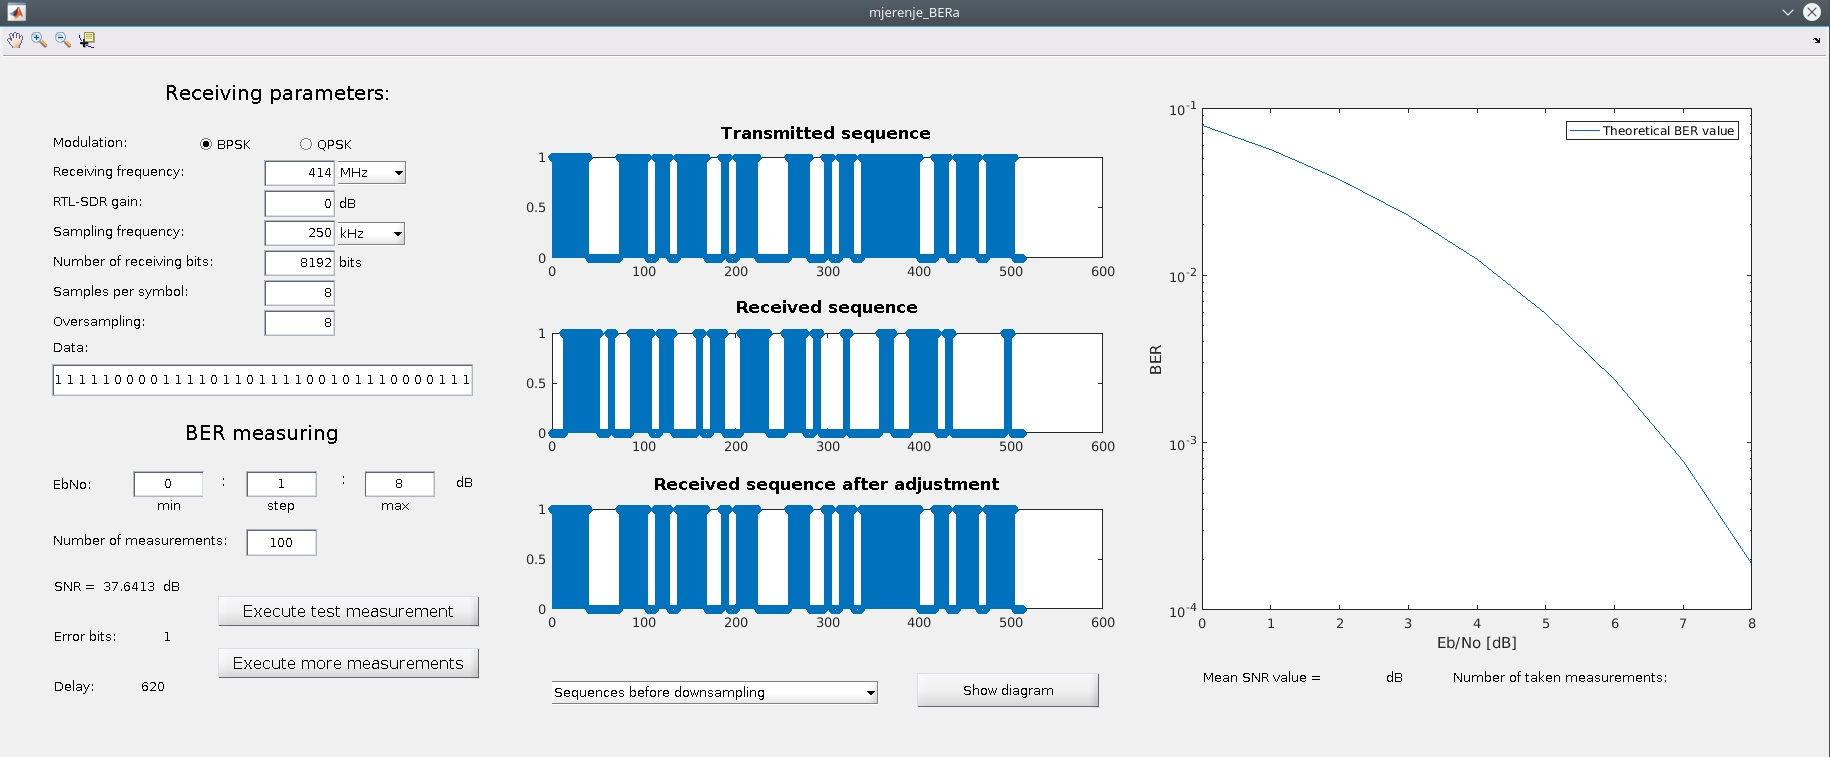 mjerenje_BERa
Receiving parameters:
Modulation: BPSK QPSK
Receiving frequency: 414 MHz
RTL-SDR gain: 0 dB
Sampling frequency: 250 kHz
Number of receiving bits: 8192 bits
Samples per symbol: 8
Oversampling: 8
Data:
1 1 1 1 1 0 0 0 0 1 1 1 1 0 1 1 0 1 1 1 1 0 0 1 0 1 1 1 0 0 0 0 1 1 1
BER measuring
EbNo: 0 : 1 : 8 dB
min step max
Number of measurements: 100
SNR = 37.6413 dB
Execute test measurement
Error bits: 1
Execute more measurements
Delay: 620
Transmitted sequence
1
0.5
0
0 100 200 300 400 500 600
Received sequence
1
0.5
0
0 100 200 300 400 500 600
Received sequence after adjustment
1
0.5
0
0 100 200 300 400 500 600
Sequences before downsampling
Show diagram
Theoretical BER value
BER
10^-1
10^-2
10^-3
10^-4
0 1 2 3 4 5 6 7 8
Eb/No [dB]
Mean SNR value = dB Number of taken measurements: